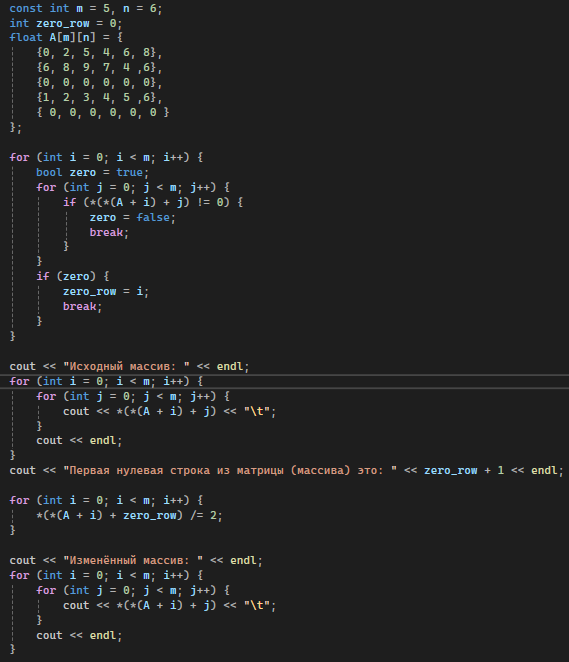 const int m = 5, n = 6;
int zero_row = 0;
float A[m][n] = {
    {0, 2, 5, 4, 6, 8},
    {6, 8, 9, 7, 4 ,6},
    {0, 0, 0, 0, 0, 0},
    {1, 2, 3, 4, 5 ,6},
    { 0, 0, 0, 0, 0, 0 }
};

for (int i = 0; i < m; i++) {
    bool zero = true;
    for (int j = 0; j < m; j++) {
        if (*(*(A + i) + j) != 0) {
            zero = false;
            break;
        }
    }
    if (zero) {
        zero_row = i;
        break;
    }
}

cout << "Исходный массив: " << endl;
for (int i = 0; i < m; i++) {
    for (int j = 0; j < m; j++) {
        cout << *(*(A + i) + j) << "\t";
    }
    cout << endl;
}
cout << "Первая нулевая строка из матрицы (массива) это: " << zero_row + 1 << endl;

for (int i = 0; i < m; i++) {
    *(*(A + i) + zero_row) /= 2;
}

cout << "Изменённый массив: " << endl;
for (int i = 0; i < m; i++) {
    for (int j = 0; j < m; j++) {
        cout << *(*(A + i) + j) << "\t";
    }
    cout << endl;
}